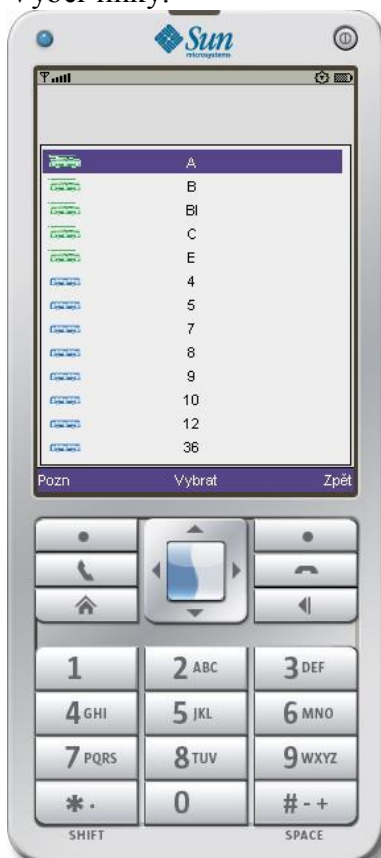 Výběr linky:
Sun
microsystems
A
B
BI
C
E
4
5
7
8
9
10
12
36
Pozn Vybrat Zpět
1 2 ABC 3 DEF
4 GHI 5 JKL 6 MNO
7 PQRS 8 TUV 9 WXYZ
* . 0 # - +
SHIFT SPACE